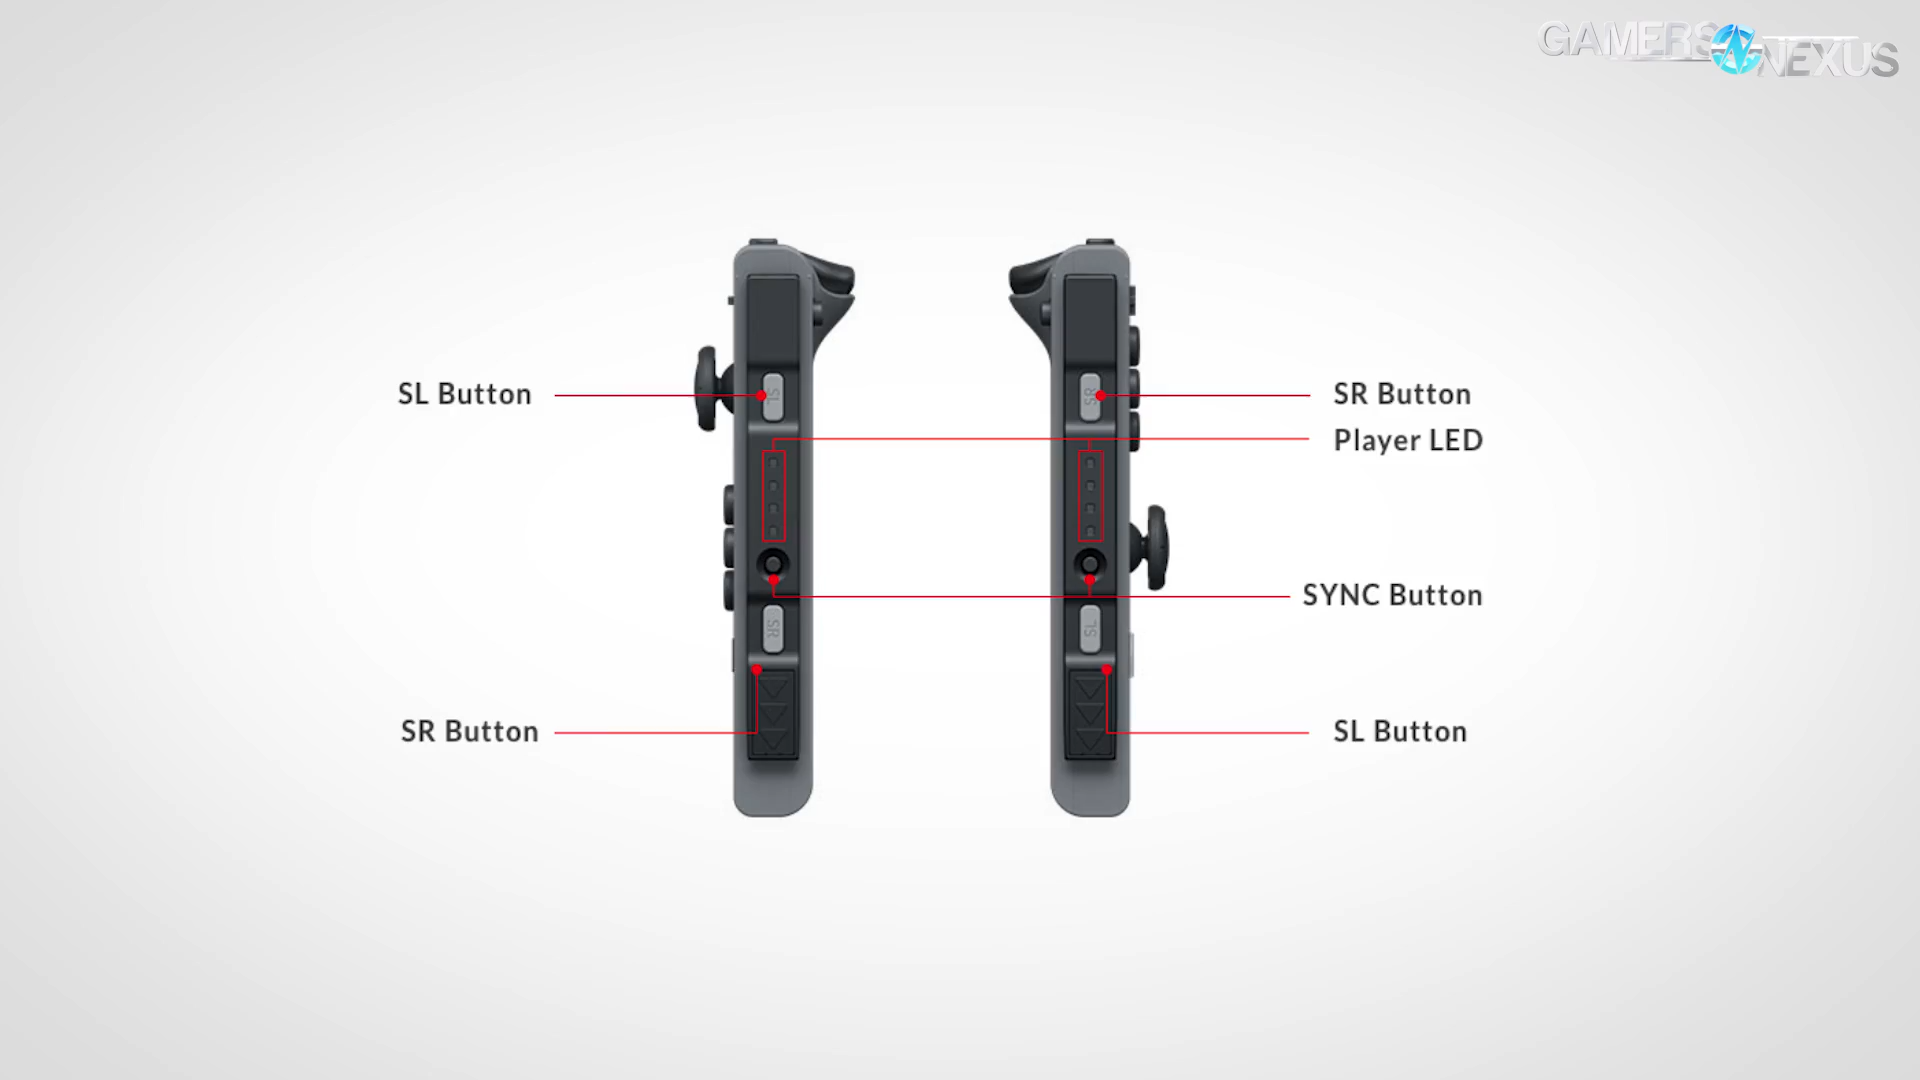 GAMERS NEXUS
SL Button
SL
SR
SR Button
Player LED
SYNC Button
SR
SL
SR Button
SL Button